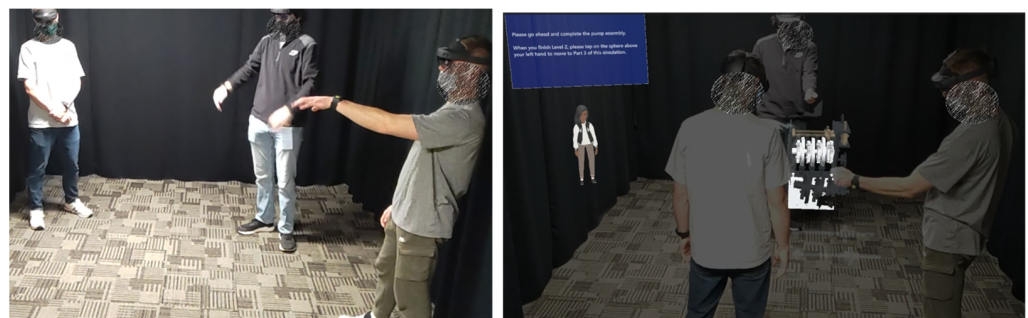 Please go ahead and complete the pump assembly.
When you finish Level 2, please tap on the sphere above
your left hand to move to Part 3 of this simulation.